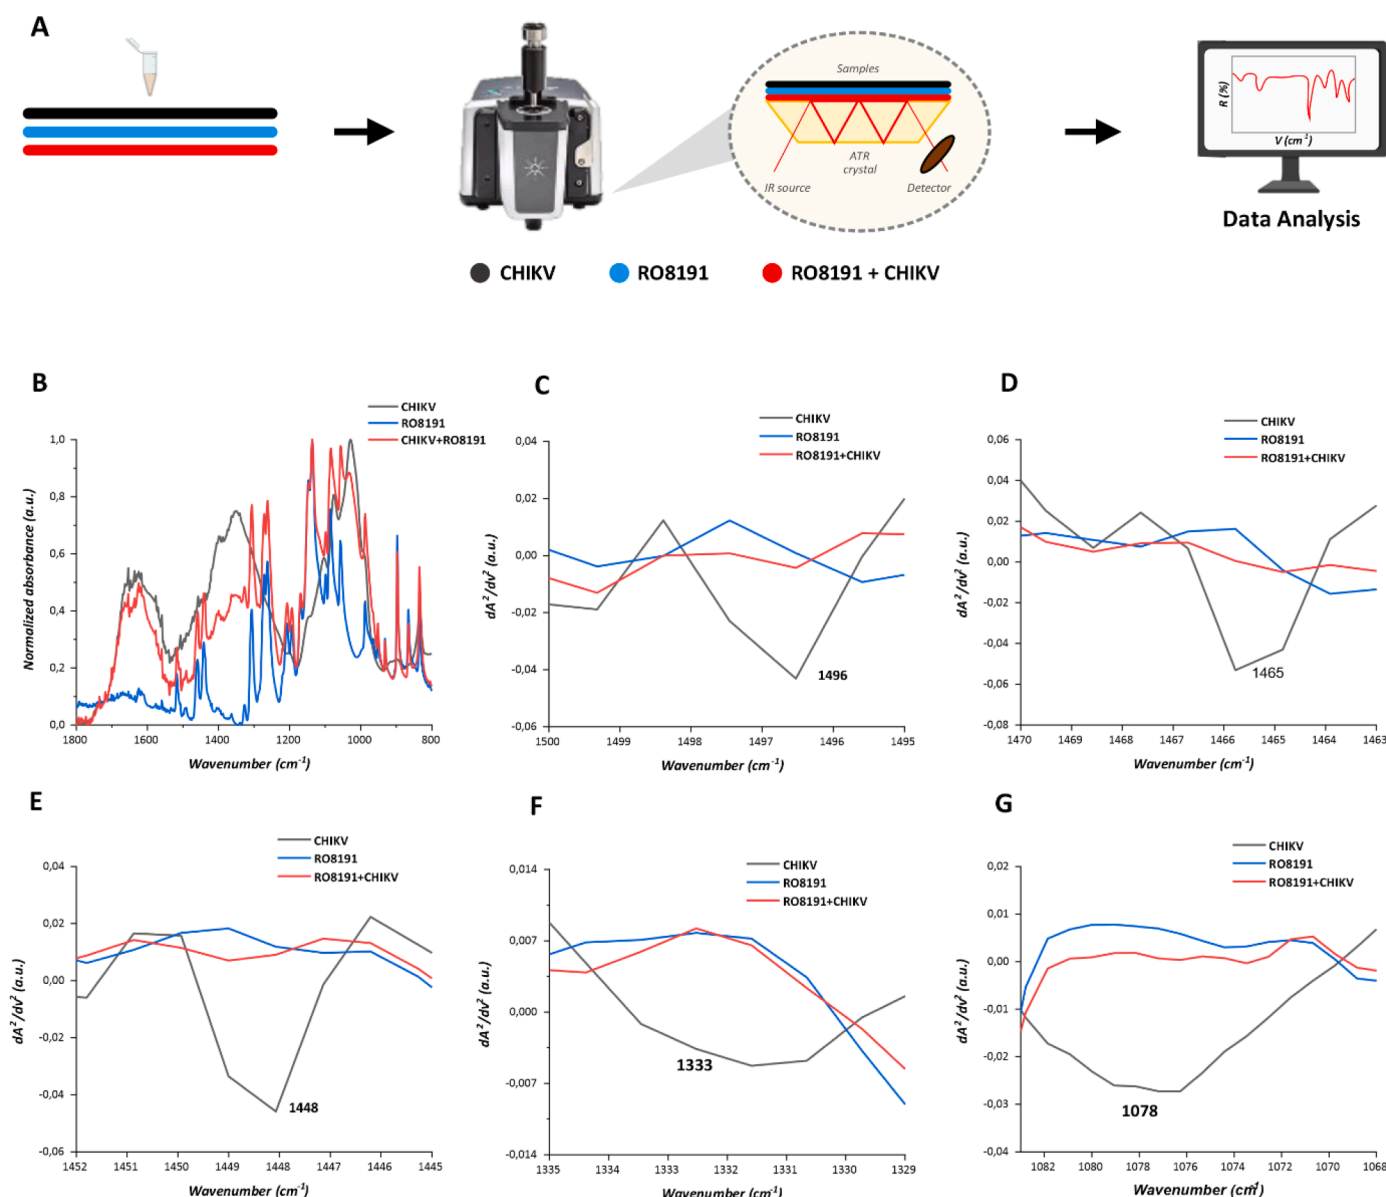 A
Samples
ATR
crystal
IR source
Detector
R (%)
V (cm-1)
Data Analysis
CHIKV
RO8191
RO8191 + CHIKV
B
CHIKV
RO8191
CHIKV+RO8191
Normalized absorbance (a.u.)
1,0
0,8
0,6
0,4
0,2
0,0
1800
1600
1400
1200
1000
800
Wavenumber (cm-1)
C
CHIKV
RO8191
RO8191+CHIKV
dA2/dv2 (a.u.)
0,04
0,02
0,00
-0,02
-0,04
-0,06
1496
1500
1499
1498
1497
1496
1495
Wavenumber (cm-1)
D
CHIKV
RO8191
RO8191+CHIKV
dA2/dv2 (a.u.)
0,06
0,04
0,02
0,00
-0,02
-0,04
-0,06
-0,08
1465
1470
1469
1468
1467
1466
1465
1464
1463
Wavenumber (cm-1)
E
CHIKV
RO8191
RO8191+CHIKV
dA2/dv2 (a.u.)
0,04
0,02
0,00
-0,02
-0,04
-0,06
1448
1452
1451
1450
1449
1448
1447
1446
1445
Wavenumber (cm-1)
F
CHIKV
RO8191
RO8191+CHIKV
dA2/dv2 (a.u.)
0,014
0,007
0,000
-0,007
-0,014
1333
1335
1334
1333
1332
1331
1330
1329
Wavenumber (cm-1)
G
CHIKV
RO8191
RO8191+CHIKV
dA2/dv2 (a.u.)
0,02
0,01
0,00
-0,01
-0,02
-0,03
-0,04
1078
1082
1080
1078
1076
1074
1072
1070
1068
Wavenumber (cm-1)